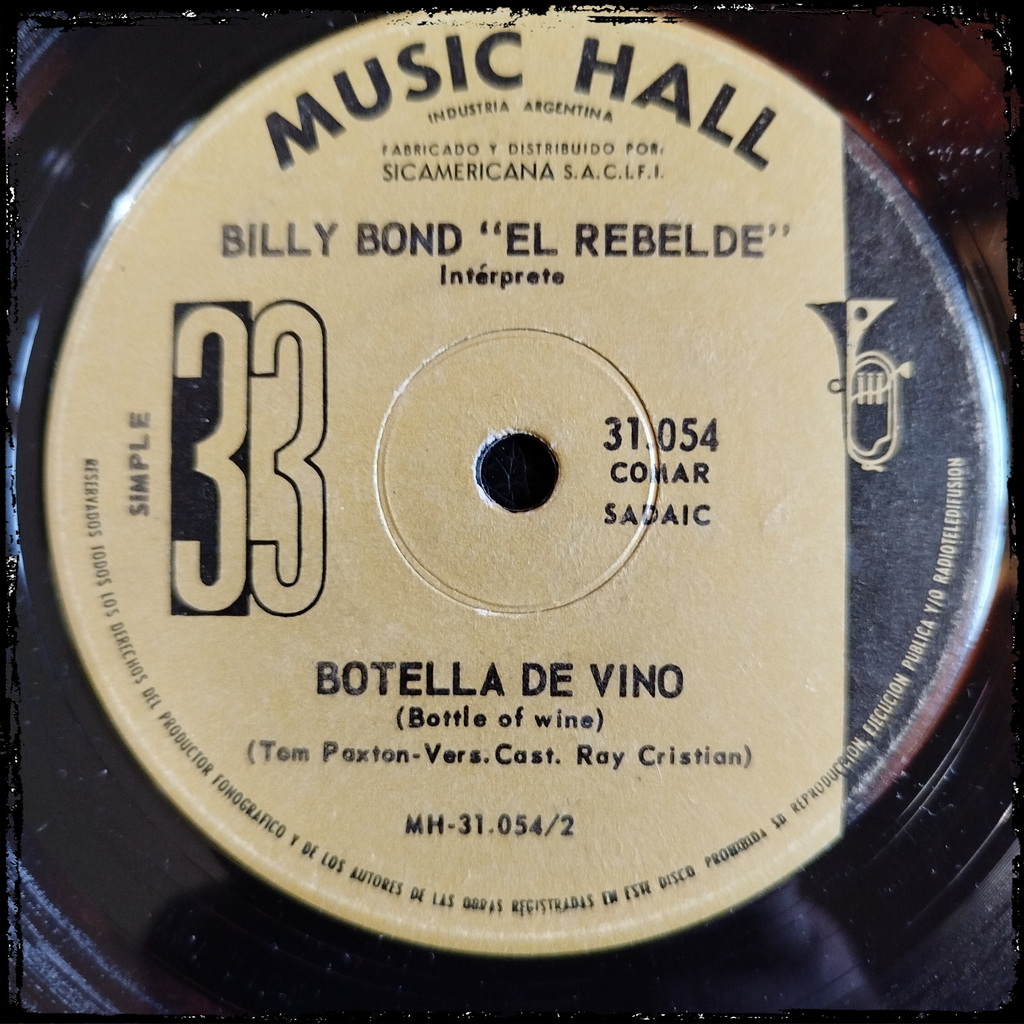 MUSIC HALL
INDUSTRIA ARGENTINA
FABRICADO Y DISTRIBUIDO POR:
SICAMERICANA S.A.C.I.F.I.
BILLY BOND “EL REBELDE”
Intérprete
SIMPLE
33
31.054
COMAR
SADAIC
BOTELLA DE VINO
(Bottle of wine)
(Tom Paxton-Vers.Cast. Ray Cristian)
MH-31.054/2
RESERVADOS TODOS LOS DERECHOS DEL PRODUCTOR FONOGRAFICO Y DE LOS AUTORES DE LAS OBRAS REGISTRADAS EN ESTE DISCO PROHIBIDA SU REPRODUCCION, EJECUCION PUBLICA Y/O RADIOTELEDIFUSION